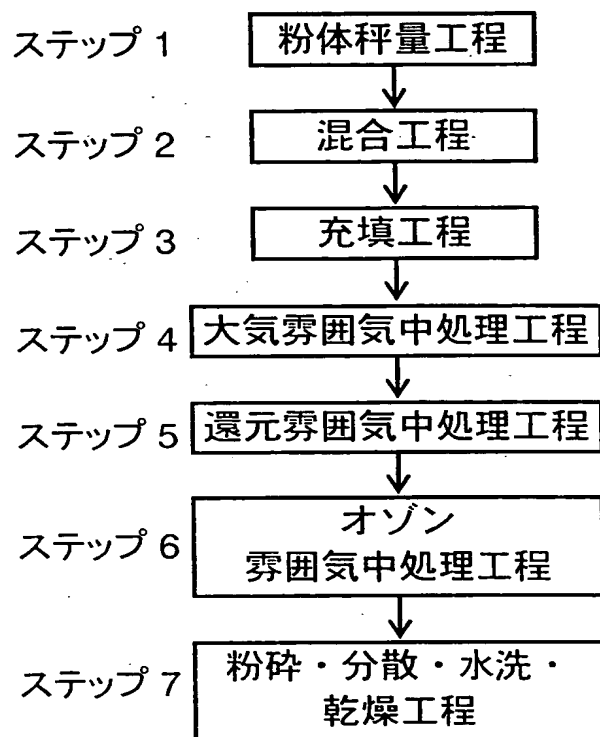 ステップ 1
粉体秤量工程
ステップ 2
混合工程
ステップ 3
充填工程
ステップ 4
大気雰囲気中処理工程
ステップ 5
還元雰囲気中処理工程
ステップ 6
オゾン
雰囲気中処理工程
ステップ 7
粉砕・分散・水洗・
乾燥工程